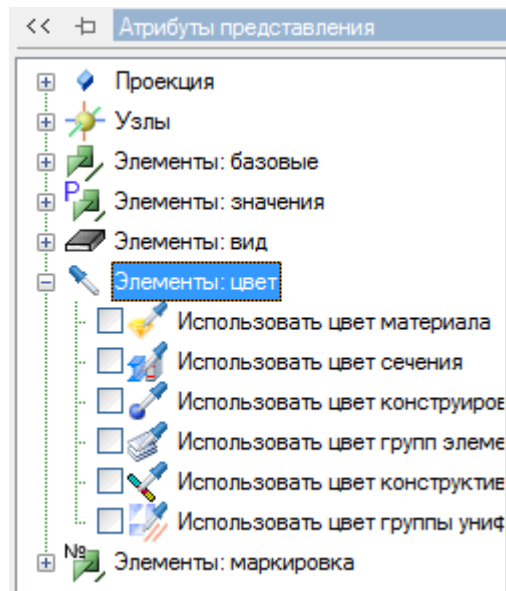 << Атрибуты представления
Проекция
Узлы
Элементы: базовые
P Элементы: значения
Элементы: вид
Элементы: цвет
Использовать цвет материала
Использовать цвет сечения
Использовать цвет конструиров
Использовать цвет групп элеме
Использовать цвет конструктив
Использовать цвет группы униф
№ Элементы: маркировка